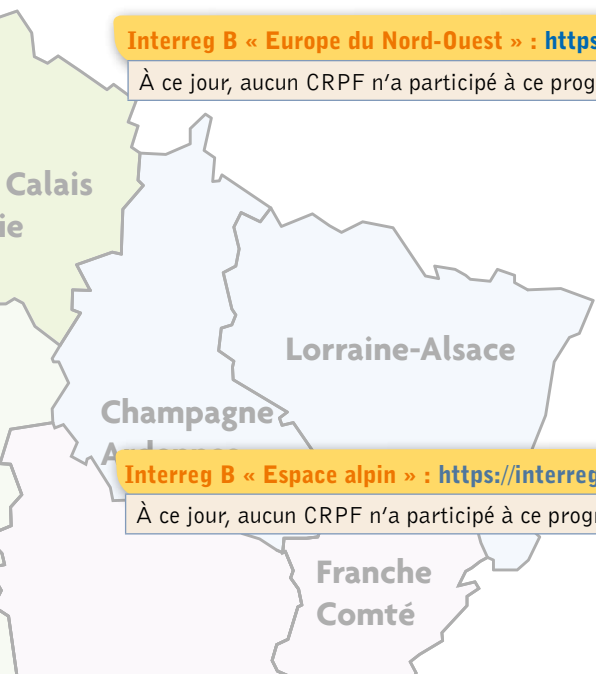 Interreg B « Europe du Nord-Ouest » : https
À ce jour, aucun CRPF n’a participé à ce prog
Calais
ie
Lorraine-Alsace
Champagne
Interreg B « Espace alpin » : https://interreg
À ce jour, aucun CRPF n’a participé à ce prog
Franche
Comté